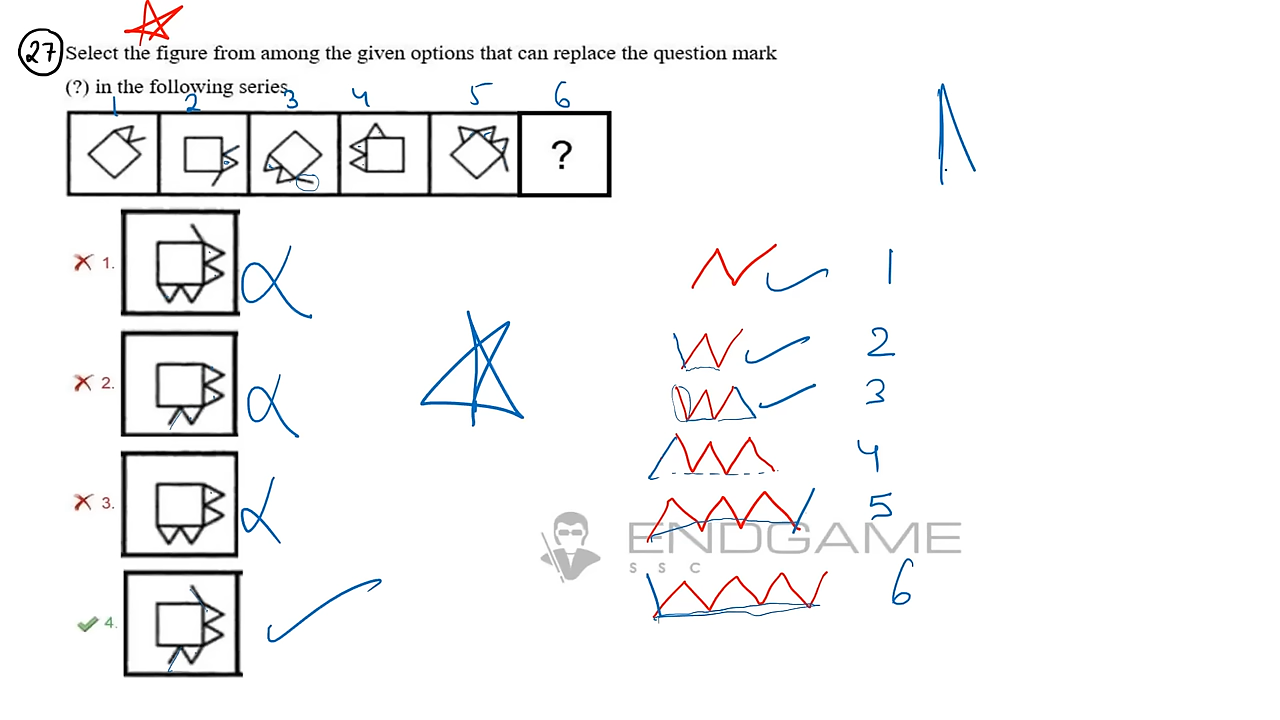 27 Select the figure from among the given options that can replace the question mark
(?) in the following series.
1 2 3 4 5 6
?
1.
2.
3.
4.
1
2
3
4
5
6
ENDGAME
SSC